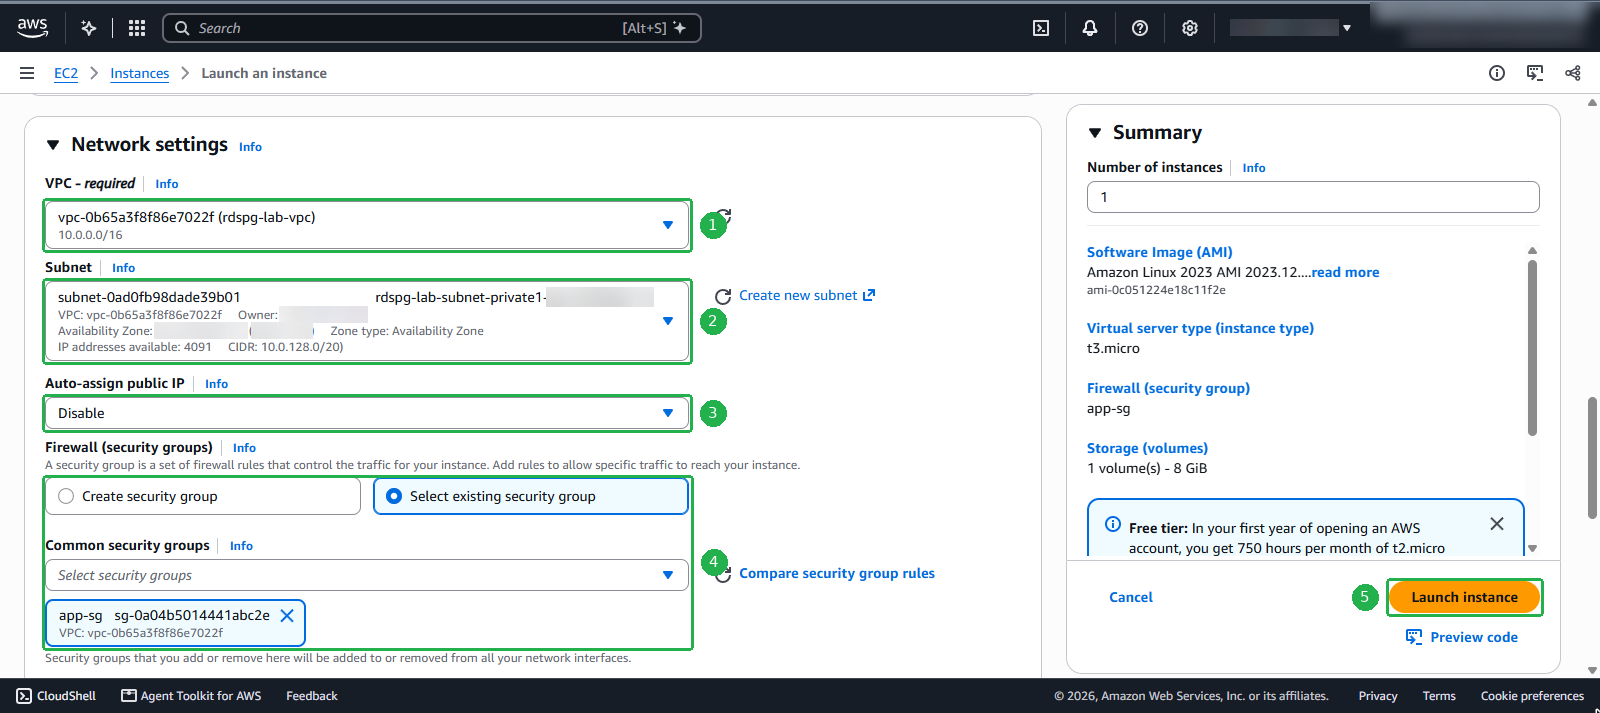 aws
Search
[Alt+S]
EC2
Instances
Launch an instance
Network settings Info
VPC - required Info
vpc-0b65a3f8f86e7022f (rdspg-lab-vpc)
10.0.0.0/16
1
Subnet Info
subnet-0ad0fb98dade39b01 rdspg-lab-subnet-private1-
VPC: vpc-0b65a3f8f86e7022f Owner:
Availability Zone: ( ) Zone type: Availability Zone
IP addresses available: 4091 CIDR: 10.0.128.0/20)
Create new subnet
2
Auto-assign public IP Info
Disable
3
Firewall (security groups) Info
A security group is a set of firewall rules that control the traffic for your instance. Add rules to allow specific traffic to reach your instance.
Create security group
Select existing security group
Common security groups Info
Select security groups
4
Compare security group rules
app-sg sg-0a04b5014441abc2e
VPC: vpc-0b65a3f8f86e7022f
Security groups that you add or remove here will be added to or removed from all your network interfaces.
Summary
Number of instances Info
1
Software Image (AMI)
Amazon Linux 2023 AMI 2023.12....read more
ami-0c051224e18c11f2e
Virtual server type (instance type)
t3.micro
Firewall (security group)
app-sg
Storage (volumes)
1 volume(s) - 8 GiB
Free tier: In your first year of opening an AWS
account, you get 750 hours per month of t2.micro
Cancel
5
Launch instance
Preview code
CloudShell
Agent Toolkit for AWS
Feedback
© 2026, Amazon Web Services, Inc. or its affiliates.
Privacy
Terms
Cookie preferences